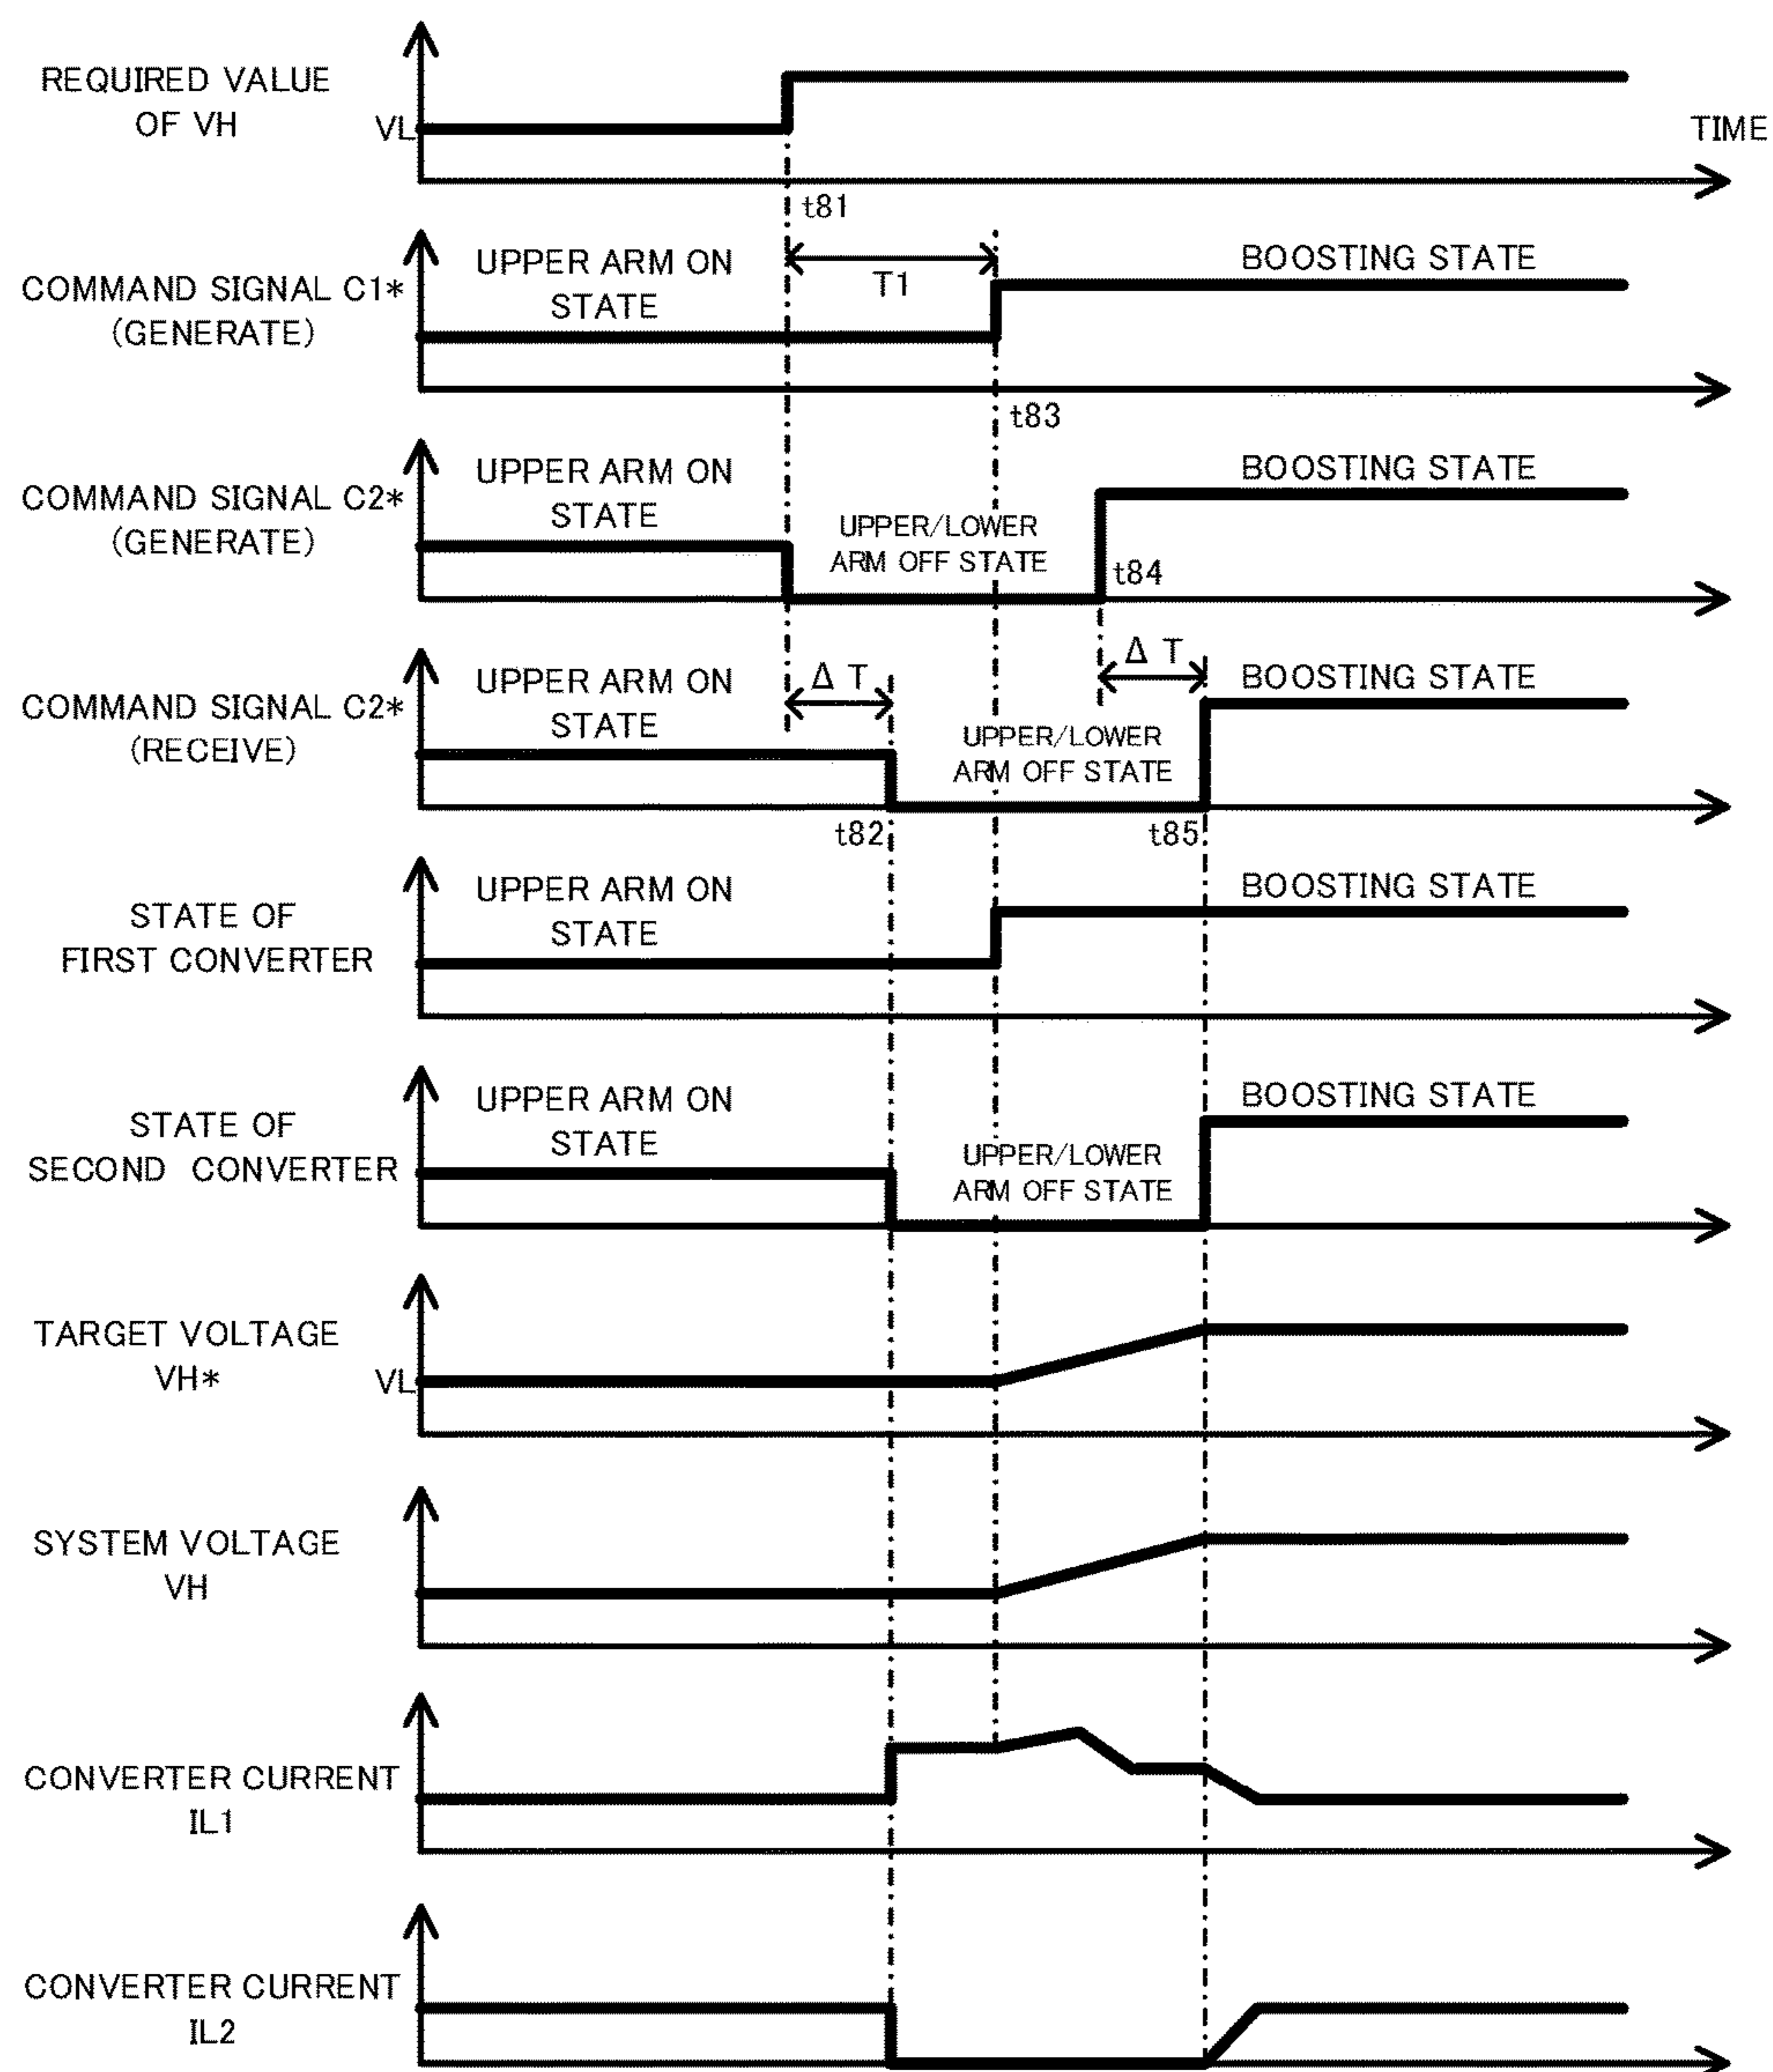 REQUIRED VALUE
OF VH
VL
TIME
t81
COMMAND SIGNAL C1*
(GENERATE)
UPPER ARM ON
STATE
T1
BOOSTING STATE
t83
COMMAND SIGNAL C2*
(GENERATE)
UPPER ARM ON
STATE
UPPER/LOWER
ARM OFF STATE
BOOSTING STATE
t84
COMMAND SIGNAL C2*
(RECEIVE)
UPPER ARM ON
STATE
Δ T
UPPER/LOWER
ARM OFF STATE
Δ T
BOOSTING STATE
t82
t85
STATE OF
FIRST CONVERTER
UPPER ARM ON
STATE
BOOSTING STATE
STATE OF
SECOND CONVERTER
UPPER ARM ON
STATE
UPPER/LOWER
ARM OFF STATE
BOOSTING STATE
TARGET VOLTAGE
VH*
VL
SYSTEM VOLTAGE
VH
CONVERTER CURRENT
IL1
CONVERTER CURRENT
IL2